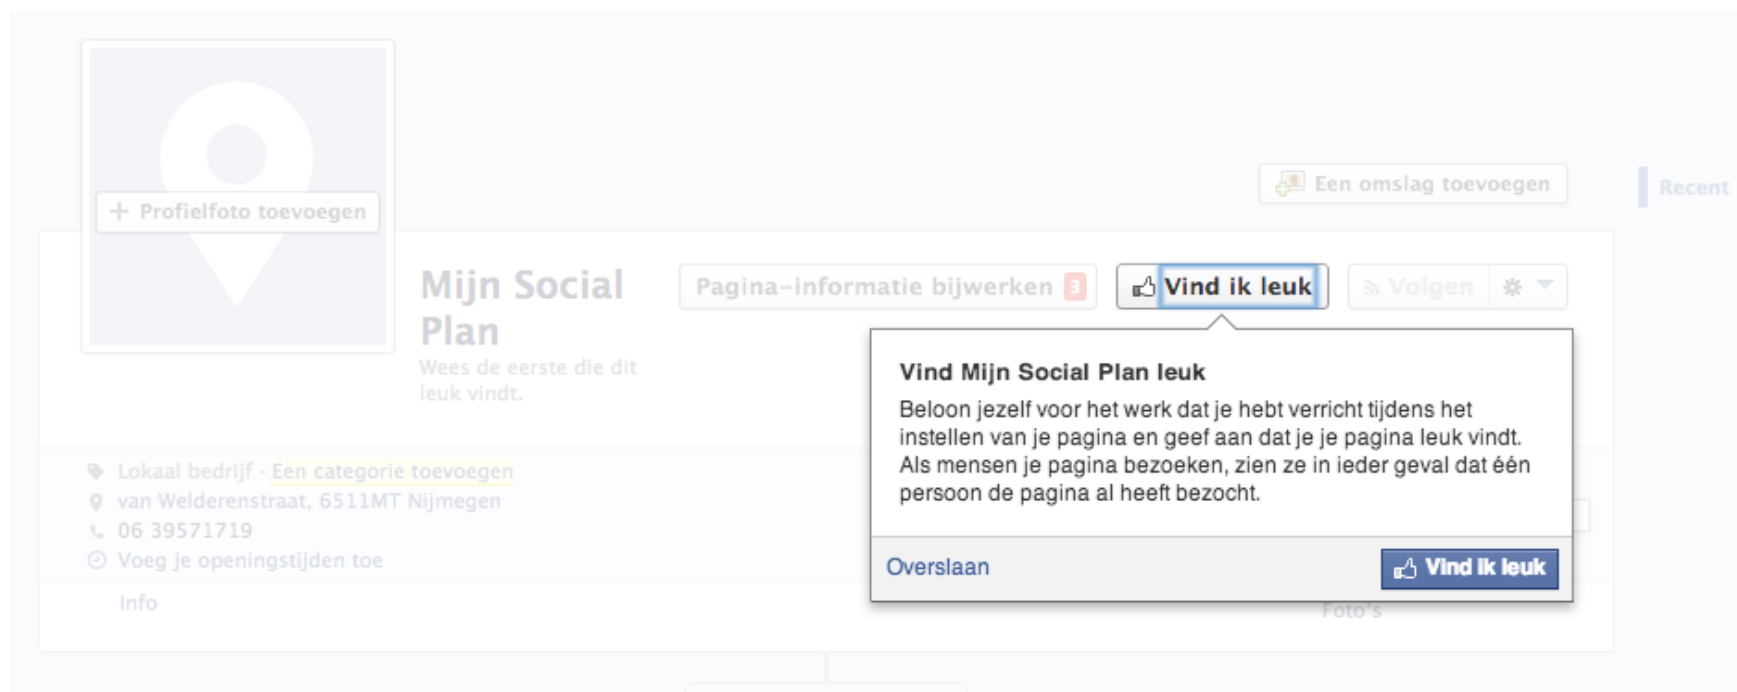 Een omslag toevoegen
Recent
+ Profielfoto toevoegen
Mijn Social
Plan
Pagina-informatie bijwerken 3
Vind ik leuk
Volgen
Wees de eerste die dit
leuk vindt.
Vind Mijn Social Plan leuk
Beloon jezelf voor het werk dat je hebt verricht tijdens het
instellen van je pagina en geef aan dat je je pagina leuk vindt.
Als mensen je pagina bezoeken, zien ze in ieder geval dat één
persoon de pagina al heeft bezocht.
Overslaan
Vind ik leuk
Lokaal bedrijf · Een categorie toevoegen
van Welderenstraat, 6511MT Nijmegen
06 39571719
Voeg je openingstijden toe
Info
Foto's